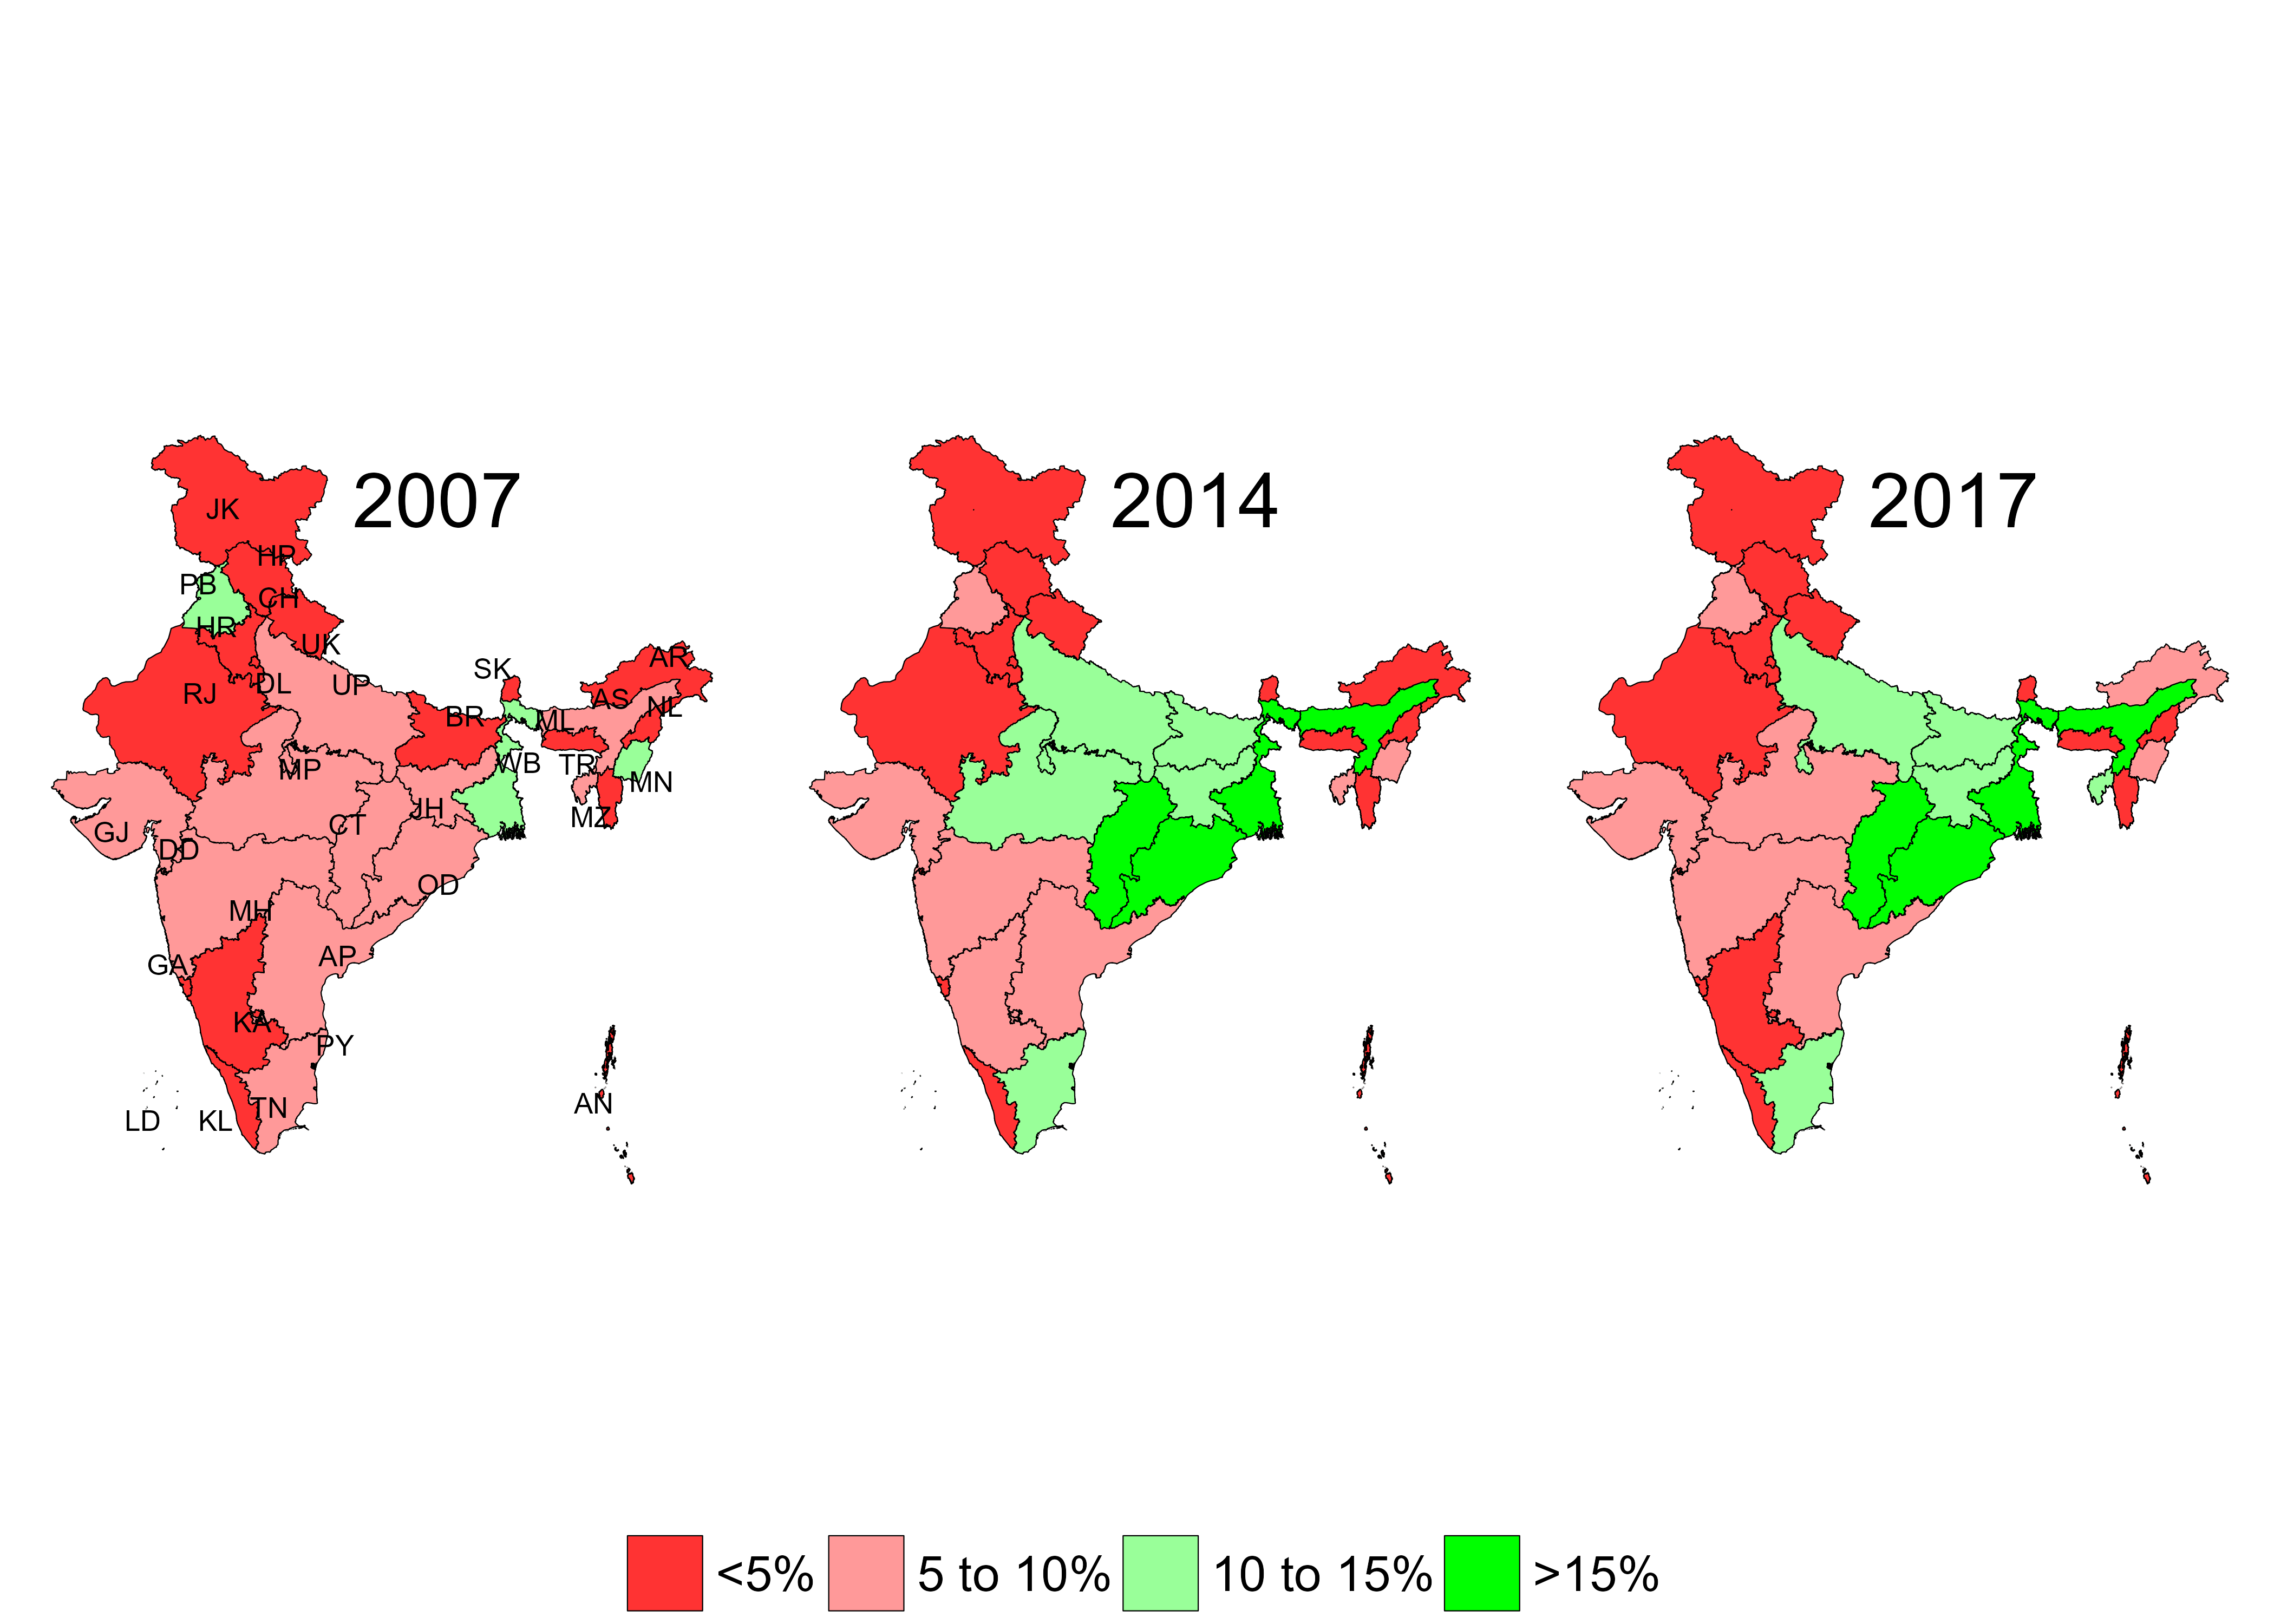 2007
2014
2017
JK
HP
PB
CH
HR
UK
SK
AR
RJ
DL
UP
AS
NL
BR
ML
MP
WB
TR
MN
GJ
CT
JH
MZ
DD
OD
MH
GA
AP
KA
PY
LD
KL
TN
AN
<5%
5 to 10%
10 to 15%
>15%